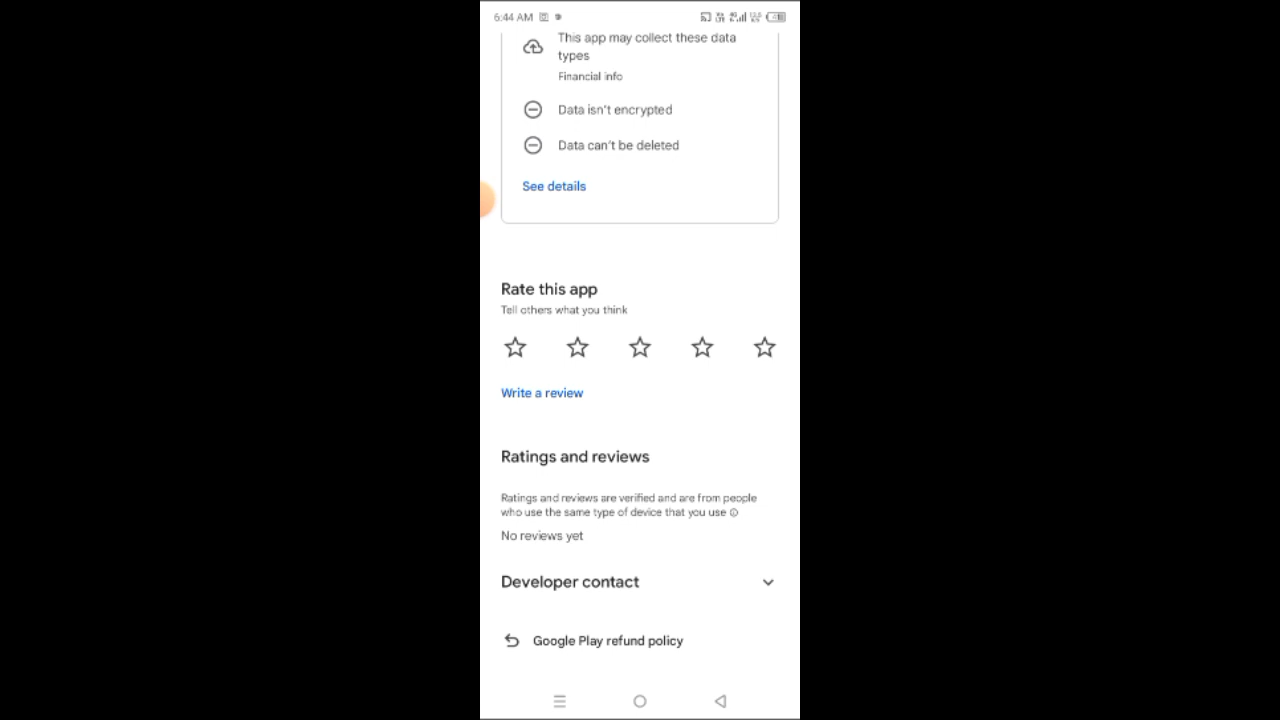 6:44 AM
This app may collect these data
types
Financial info
Data isn't encrypted
Data can't be deleted
See details
Rate this app
Tell others what you think
Write a review
Ratings and reviews
Ratings and reviews are verified and are from people
who use the same type of device that you use
No reviews yet
Developer contact
Google Play refund policy